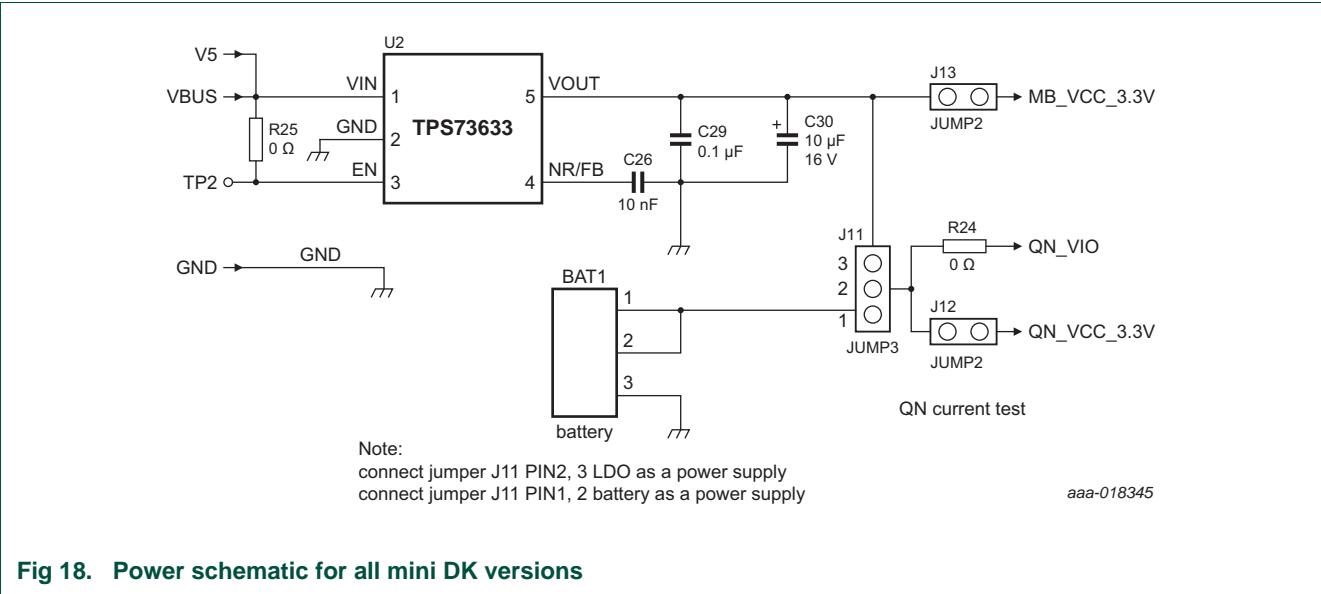 U2
V5
VBUS
VIN
1
5
VOUT
J13
MB_VCC_3.3V
JUMP2
R25
0 Ω
GND
2
TPS73633
C29
0.1 µF
+
C30
10 µF
16 V
TP2
EN
3
4
NR/FB
C26
10 nF
GND
GND
J11
3
2
1
JUMP3
R24
0 Ω
QN_VIO
J12
QN_VCC_3.3V
JUMP2
BAT1
1
2
3
battery
QN current test
Note:
connect jumper J11 PIN2, 3 LDO as a power supply
connect jumper J11 PIN1, 2 battery as a power supply
aaa-018345
Fig 18. Power schematic for all mini DK versions